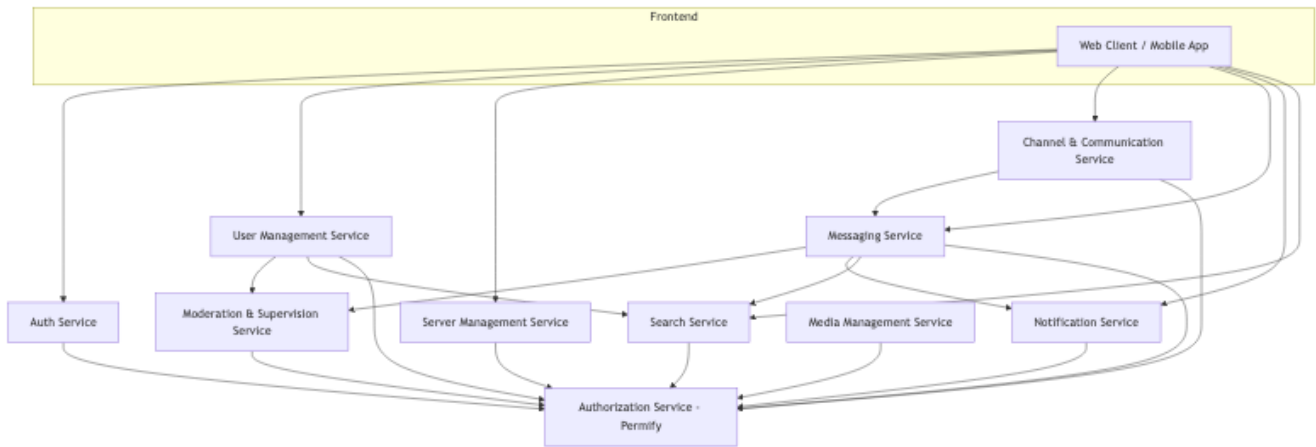 Frontend
Web Client / Mobile App
Channel & Communication
Service
User Management Service
Messaging Service
Auth Service
Moderation & Supervision
Service
Server Management Service
Search Service
Media Management Service
Notification Service
Authorization Service -
Permify